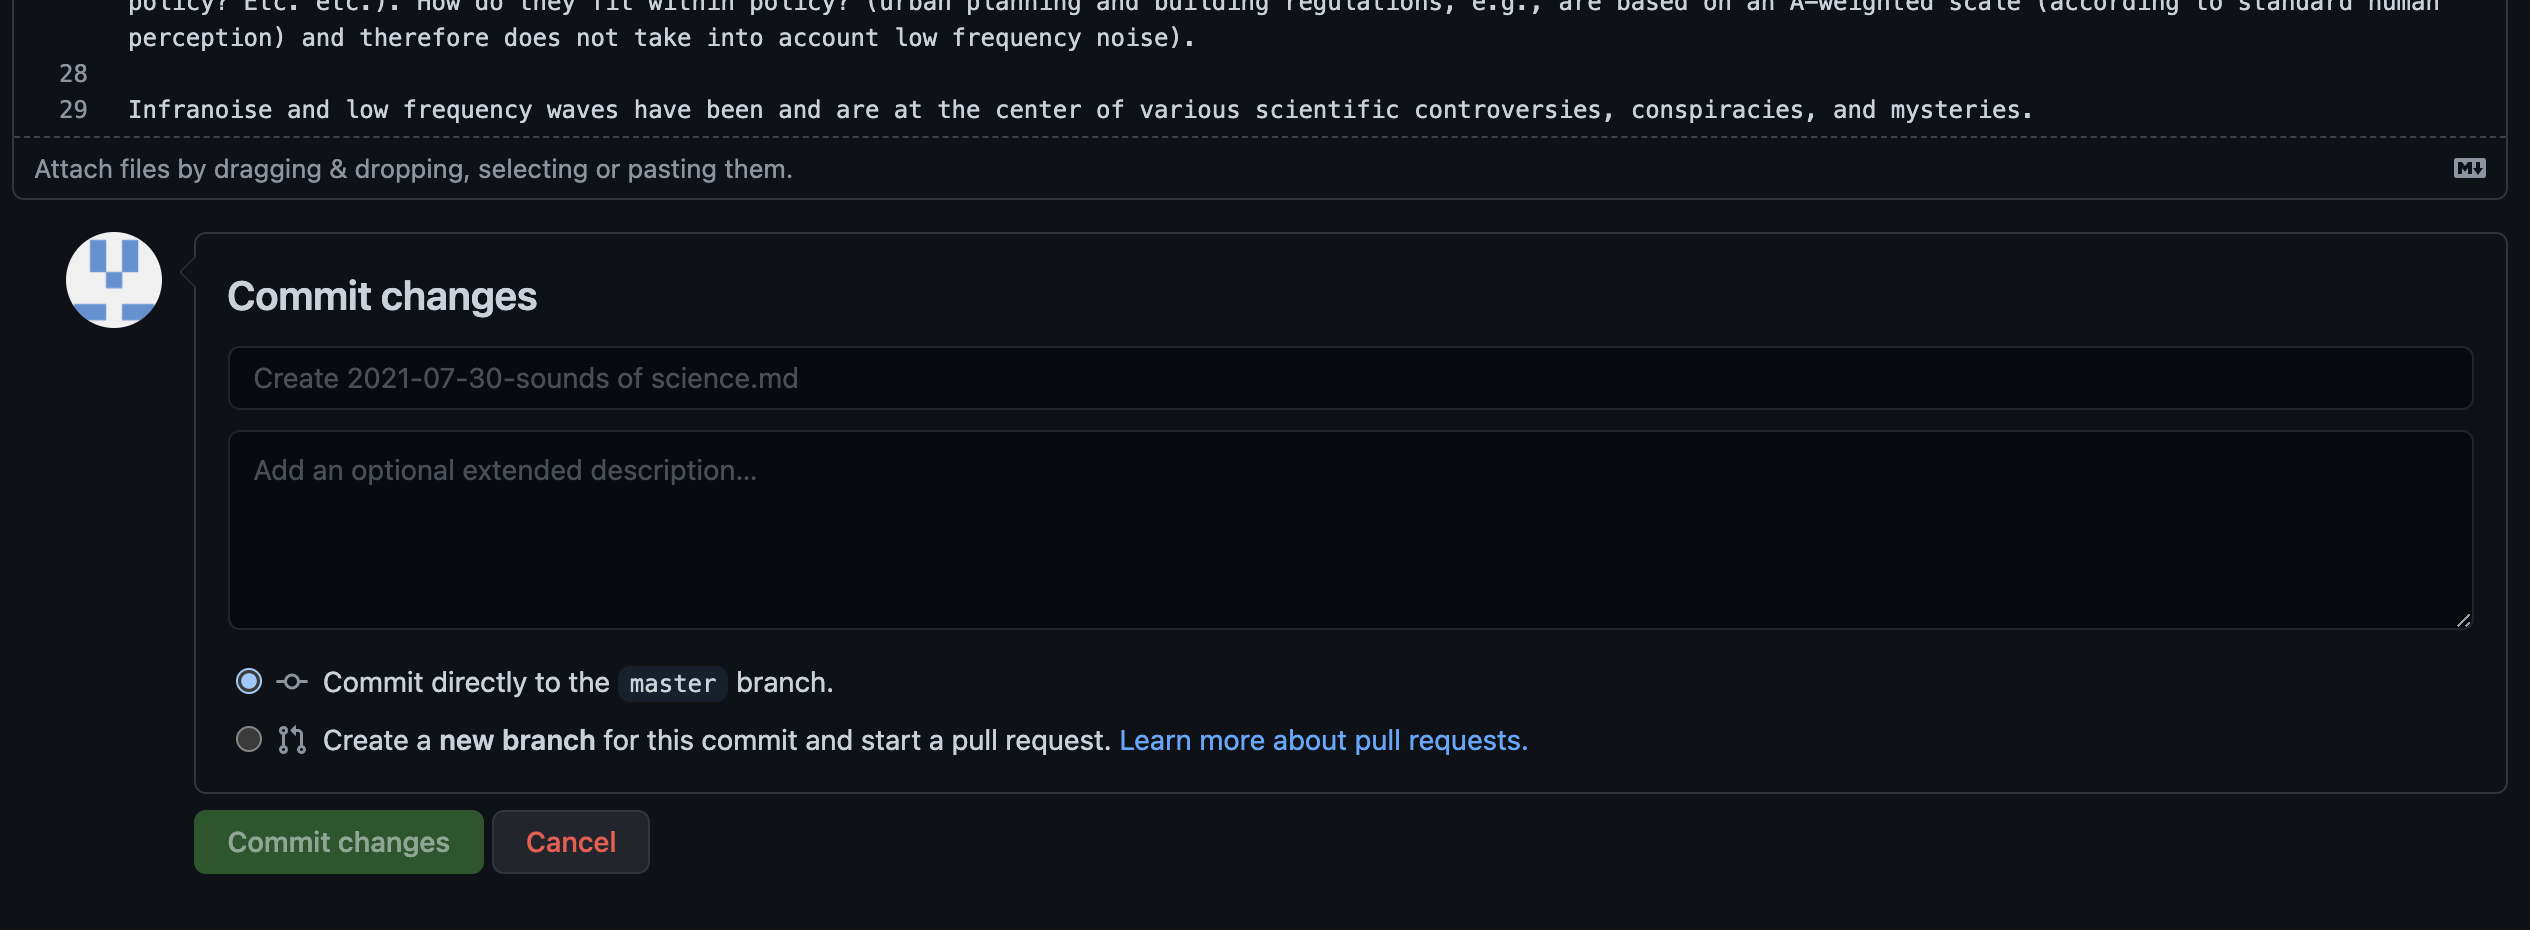 policy? Etc. etc.). How do they fit within policy? (urban planning and building regulations, e.g., are based on an A-weighted scale (according to standard human
perception) and therefore does not take into account low frequency noise).
28
29 Infranoise and low frequency waves have been and are at the center of various scientific controversies, conspiracies, and mysteries.
Attach files by dragging & dropping, selecting or pasting them.
Commit changes
Create 2021-07-30-sounds of science.md
Add an optional extended description...
Commit directly to the master branch.
Create a new branch for this commit and start a pull request. Learn more about pull requests.
Commit changes Cancel